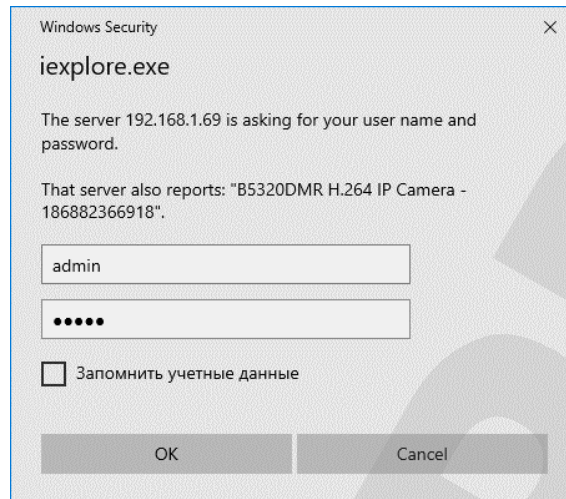 Windows Security
iexplore.exe
The server 192.168.1.69 is asking for your user name and
password.
That server also reports: "B5320DMR H.264 IP Camera -
186882366918".
admin
●●●●●
Запомнить учетные данные
OK
Cancel